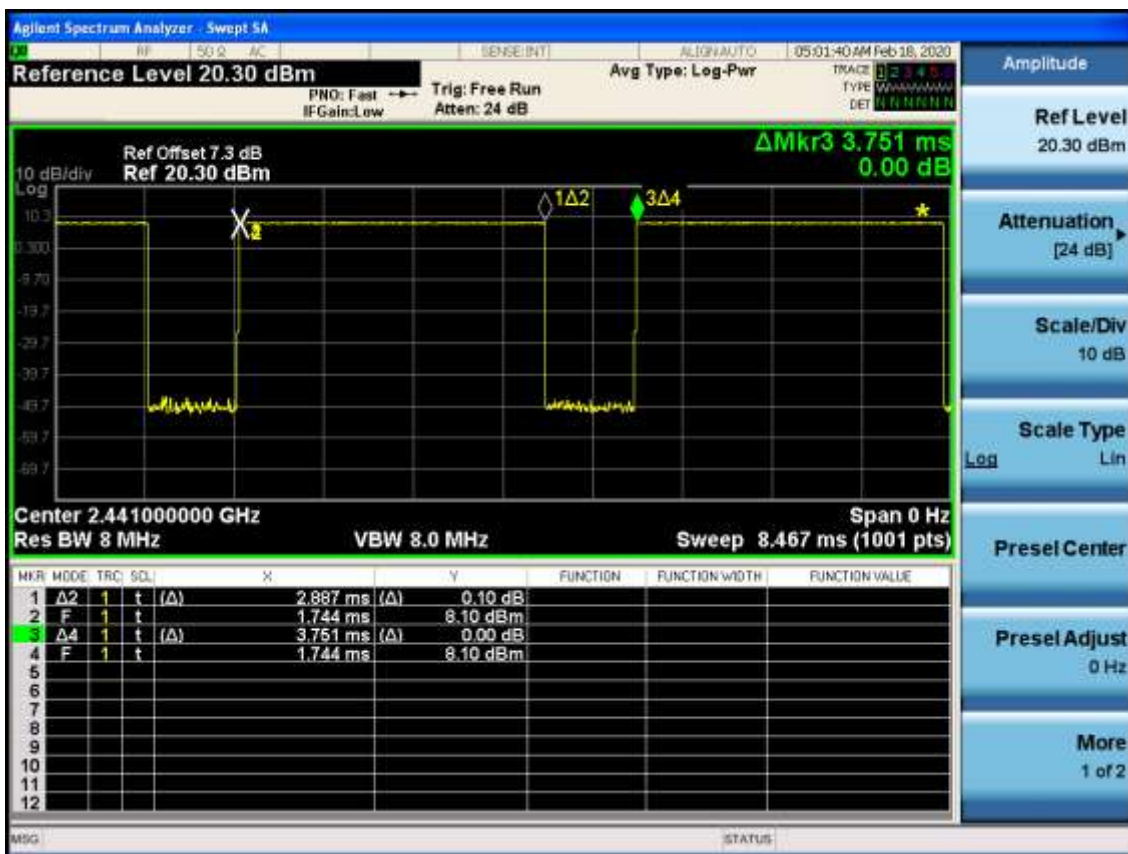 Agilent Spectrum Analyzer - Swept SA
RF 50 Ω AC SENSE:INT ALIGN AUTO 05:01:40 AM Feb 18, 2020
Reference Level 20.30 dBm
PNO: Fast
IFGain:Low
Trig: Free Run
Atten: 24 dB
Avg Type: Log-Pwr
TRACE 1 2 3 4 5 6
TYPE
DET N N N N N N
ΔMkr3 3.751 ms
0.00 dB
Ref Offset 7.3 dB
10 dB/div Ref 20.30 dBm
Log
1Δ2
3Δ4
10.3
0.300
-9.70
-19.7
-29.7
-39.7
-49.7
-59.7
-69.7
Center 2.441000000 GHz Span 0 Hz
Res BW 8 MHz VBW 8.0 MHz Sweep 8.467 ms (1001 pts)
MKR MODE TRC SCL X Y FUNCTION FUNCTION WIDTH FUNCTION VALUE
1 Δ2 1 t (Δ) 2.887 ms (Δ) 0.10 dB
2 F 1 t 1.744 ms 8.10 dBm
3 Δ4 1 t (Δ) 3.751 ms (Δ) 0.00 dB
4 F 1 t 1.744 ms 8.10 dBm
5
6
7
8
9
10
11
12
MSG STATUS
Amplitude
Ref Level
20.30 dBm
Attenuation
[24 dB]
Scale/Div
10 dB
Scale Type
Log Lin
Presel Center
Presel Adjust
0 Hz
More
1 of 2